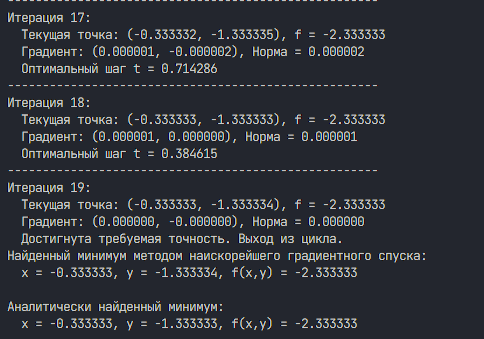 -----------------------------------------------------
Итерация 17:
  Текущая точка: (-0.333332, -1.333335), f = -2.333333
  Градиент: (0.000001, -0.000002), Норма = 0.000002
  Оптимальный шаг t = 0.714286
-----------------------------------------------------
Итерация 18:
  Текущая точка: (-0.333333, -1.333333), f = -2.333333
  Градиент: (0.000001, 0.000000), Норма = 0.000001
  Оптимальный шаг t = 0.384615
-----------------------------------------------------
Итерация 19:
  Текущая точка: (-0.333333, -1.333334), f = -2.333333
  Градиент: (0.000000, -0.000000), Норма = 0.000000
  Достигнута требуемая точность. Выход из цикла.
Найденный минимум методом наискорейшего градиентного спуска:
  x = -0.333333, y = -1.333334, f(x,y) = -2.333333

Аналитически найденный минимум:
  x = -0.333333, y = -1.333333, f(x,y) = -2.333333